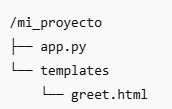 /mi_proyecto
├── app.py
└── templates
    └── greet.html